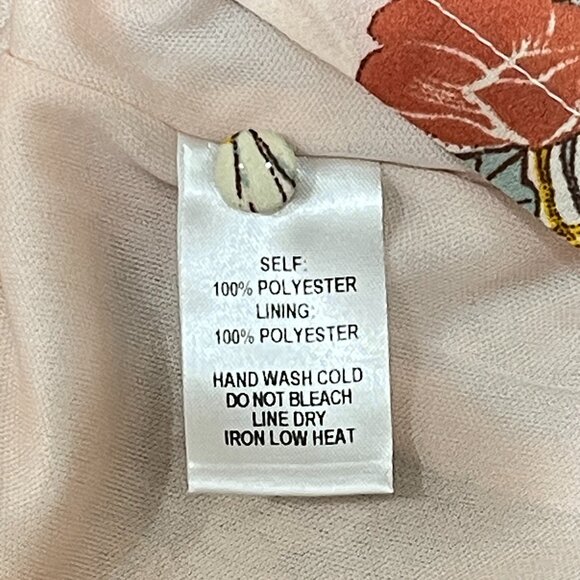 SELF:
100% POLYESTER
LINING:
100% POLYESTER
HAND WASH COLD
DO NOT BLEACH
LINE DRY
IRON LOW HEAT